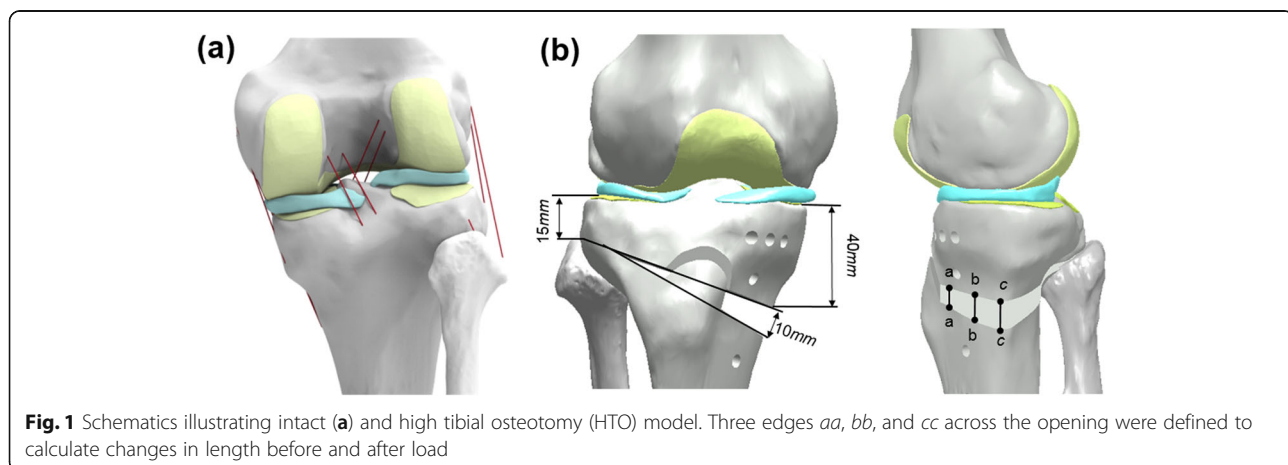 (a)
(b)
15mm
40mm
10mm
a b c
a b c
Fig. 1 Schematics illustrating intact (a) and high tibial osteotomy (HTO) model. Three edges aa, bb, and cc across the opening were defined to
calculate changes in length before and after load